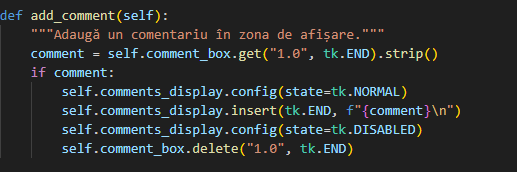 def add_comment(self):
    """Adaugă un comentariu în zona de afișare."""
    comment = self.comment_box.get("1.0", tk.END).strip()
    if comment:
        self.comments_display.config(state=tk.NORMAL)
        self.comments_display.insert(tk.END, f"{comment}\n")
        self.comments_display.config(state=tk.DISABLED)
        self.comment_box.delete("1.0", tk.END)